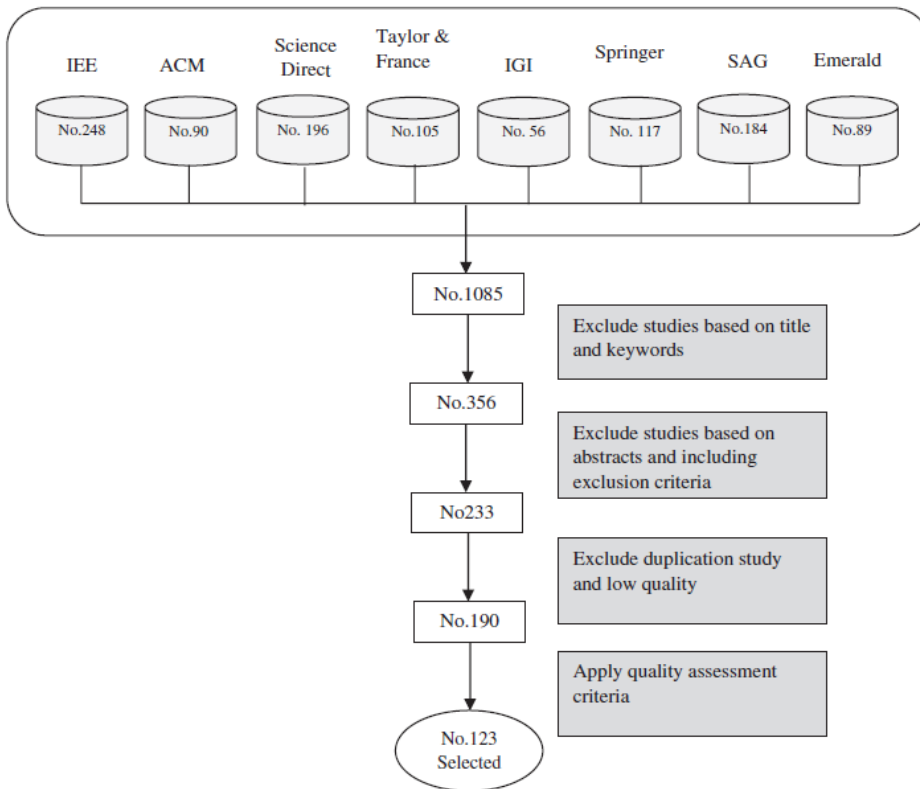 IEE
ACM
Science
Direct
Taylor &
France
IGI
Springer
SAG
Emerald
No.248
No.90
No. 196
No.105
No. 56
No. 117
No.184
No.89
No.1085
Exclude studies based on title
and keywords
No.356
Exclude studies based on
abstracts and including
exclusion criteria
No233
Exclude duplication study
and low quality
No.190
Apply quality assessment
criteria
No.123
Selected